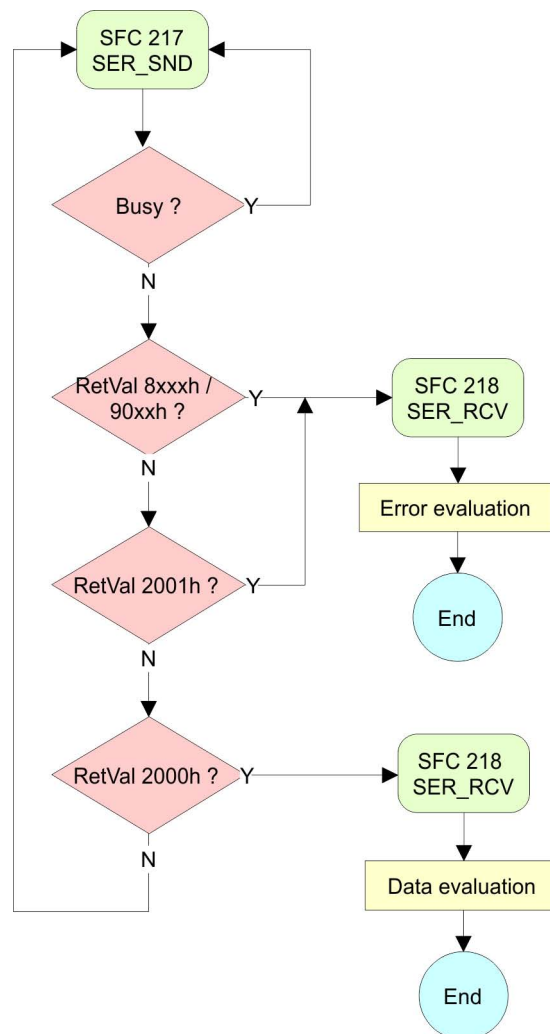 SFC 217
SER_SND
Busy ?
Y
N
RetVal 8xxxh /
90xxh ?
Y
SFC 218
SER_RCV
N
Error evaluation
RetVal 2001h ?
Y
End
N
RetVal 2000h ?
Y
SFC 218
SER_RCV
N
Data evaluation
End